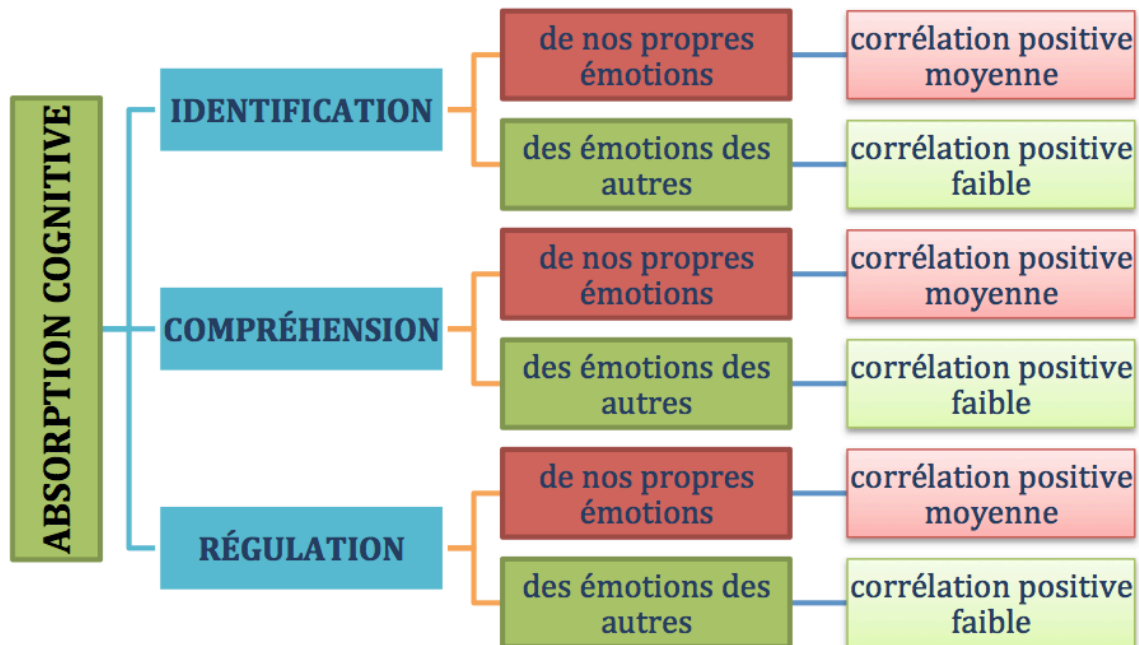 ABSORPTION COGNITIVE
IDENTIFICATION
de nos propres
émotions
corrélation positive
moyenne
des émotions des
autres
corrélation positive
faible
COMPRÉHENSION
de nos propres
émotions
corrélation positive
moyenne
des émotions des
autres
corrélation positive
faible
RÉGULATION
de nos propres
émotions
corrélation positive
moyenne
des émotions des
autres
corrélation positive
faible